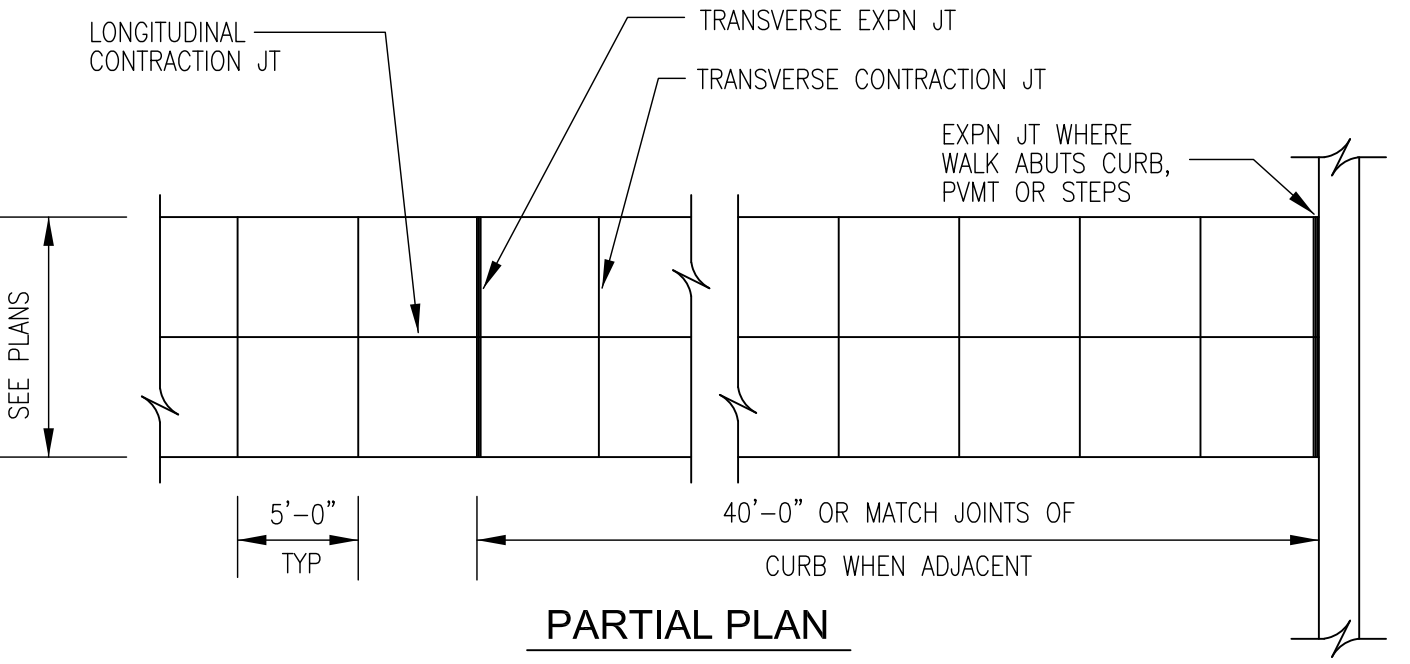 LONGITUDINAL
CONTRACTION JT
TRANSVERSE EXPN JT
TRANSVERSE CONTRACTION JT
EXPN JT WHERE
WALK ABUTS CURB,
PVMT OR STEPS
SEE PLANS
5'-0"
TYP
40'-0" OR MATCH JOINTS OF
CURB WHEN ADJACENT
PARTIAL PLAN